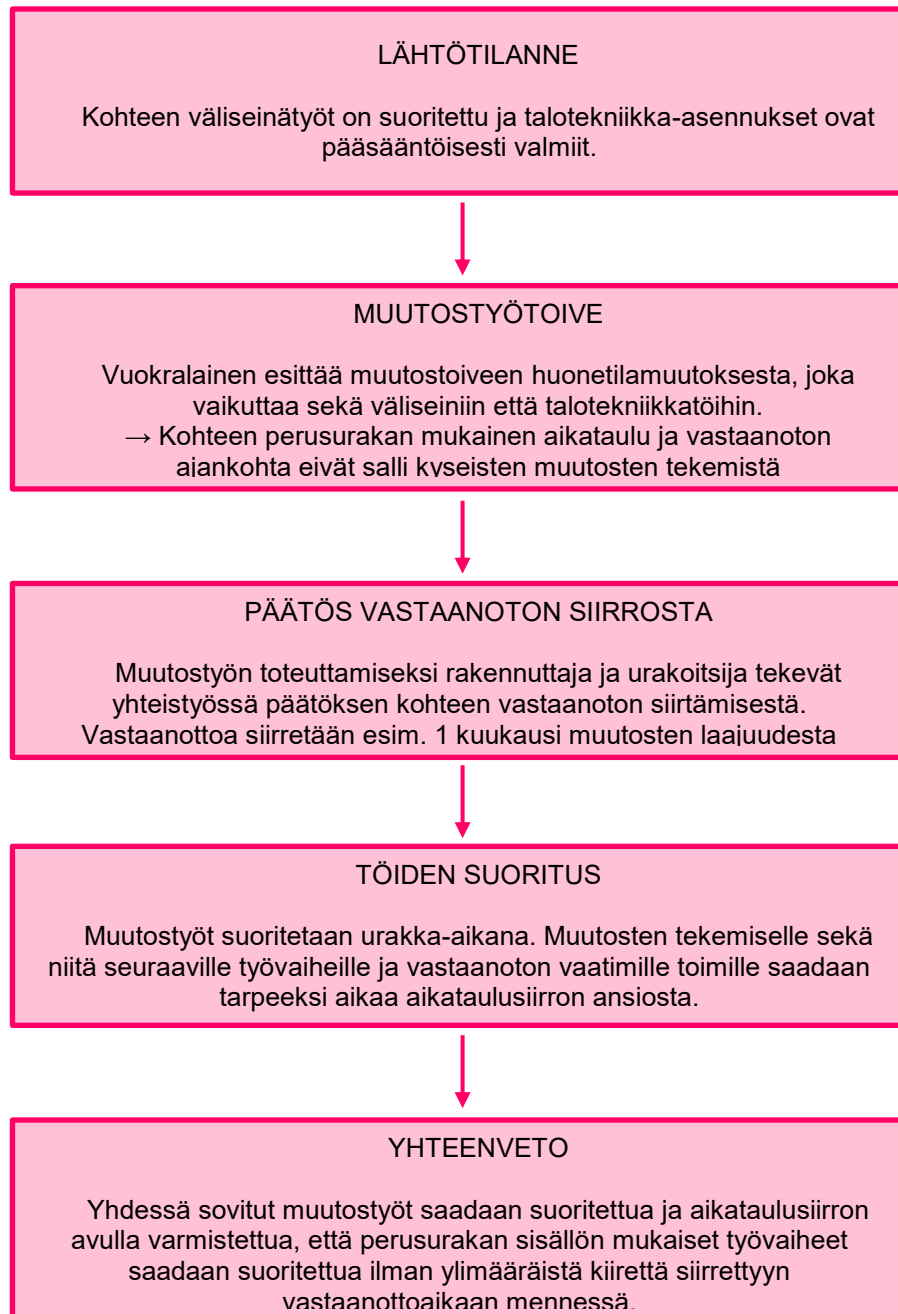 LÄHTÖTILANNE
Kohteen väliseinätyöt on suoritettu ja talotekniikka-asennukset ovat
pääsääntöisesti valmiit.
MUUTOSTYÖTOIVE
Vuokralainen esittää muutostoiveen huonetilamuutoksesta, joka
vaikuttaa sekä väliseiniin että talotekniikkatöihin.
→ Kohteen perusurakan mukainen aikataulu ja vastaanoton
ajankohta eivät salli kyseisten muutosten tekemistä
PÄÄTÖS VASTAANOTON SIIRROSTA
Muutostyön toteuttamiseksi rakennuttaja ja urakoitsija tekevät
yhteistyössä päätöksen kohteen vastaanoton siirtämisestä.
Vastaanottoa siirretään esim. 1 kuukausi muutosten laajuudesta
TÖIDEN SUORITUS
Muutostyöt suoritetaan urakka-aikana. Muutosten tekemiselle sekä
niitä seuraaville työvaiheille ja vastaanoton vaatimille toimille saadaan
tarpeeksi aikaa aikataulusiirron ansiosta.
YHTEENVETO
Yhdessä sovitut muutostyöt saadaan suoritettua ja aikataulusiirron
avulla varmistettua, että perusurakan sisällön mukaiset työvaiheet
saadaan suoritettua ilman ylimääräistä kiirettä siirrettyyn
vastaanottoaikaan mennessä.